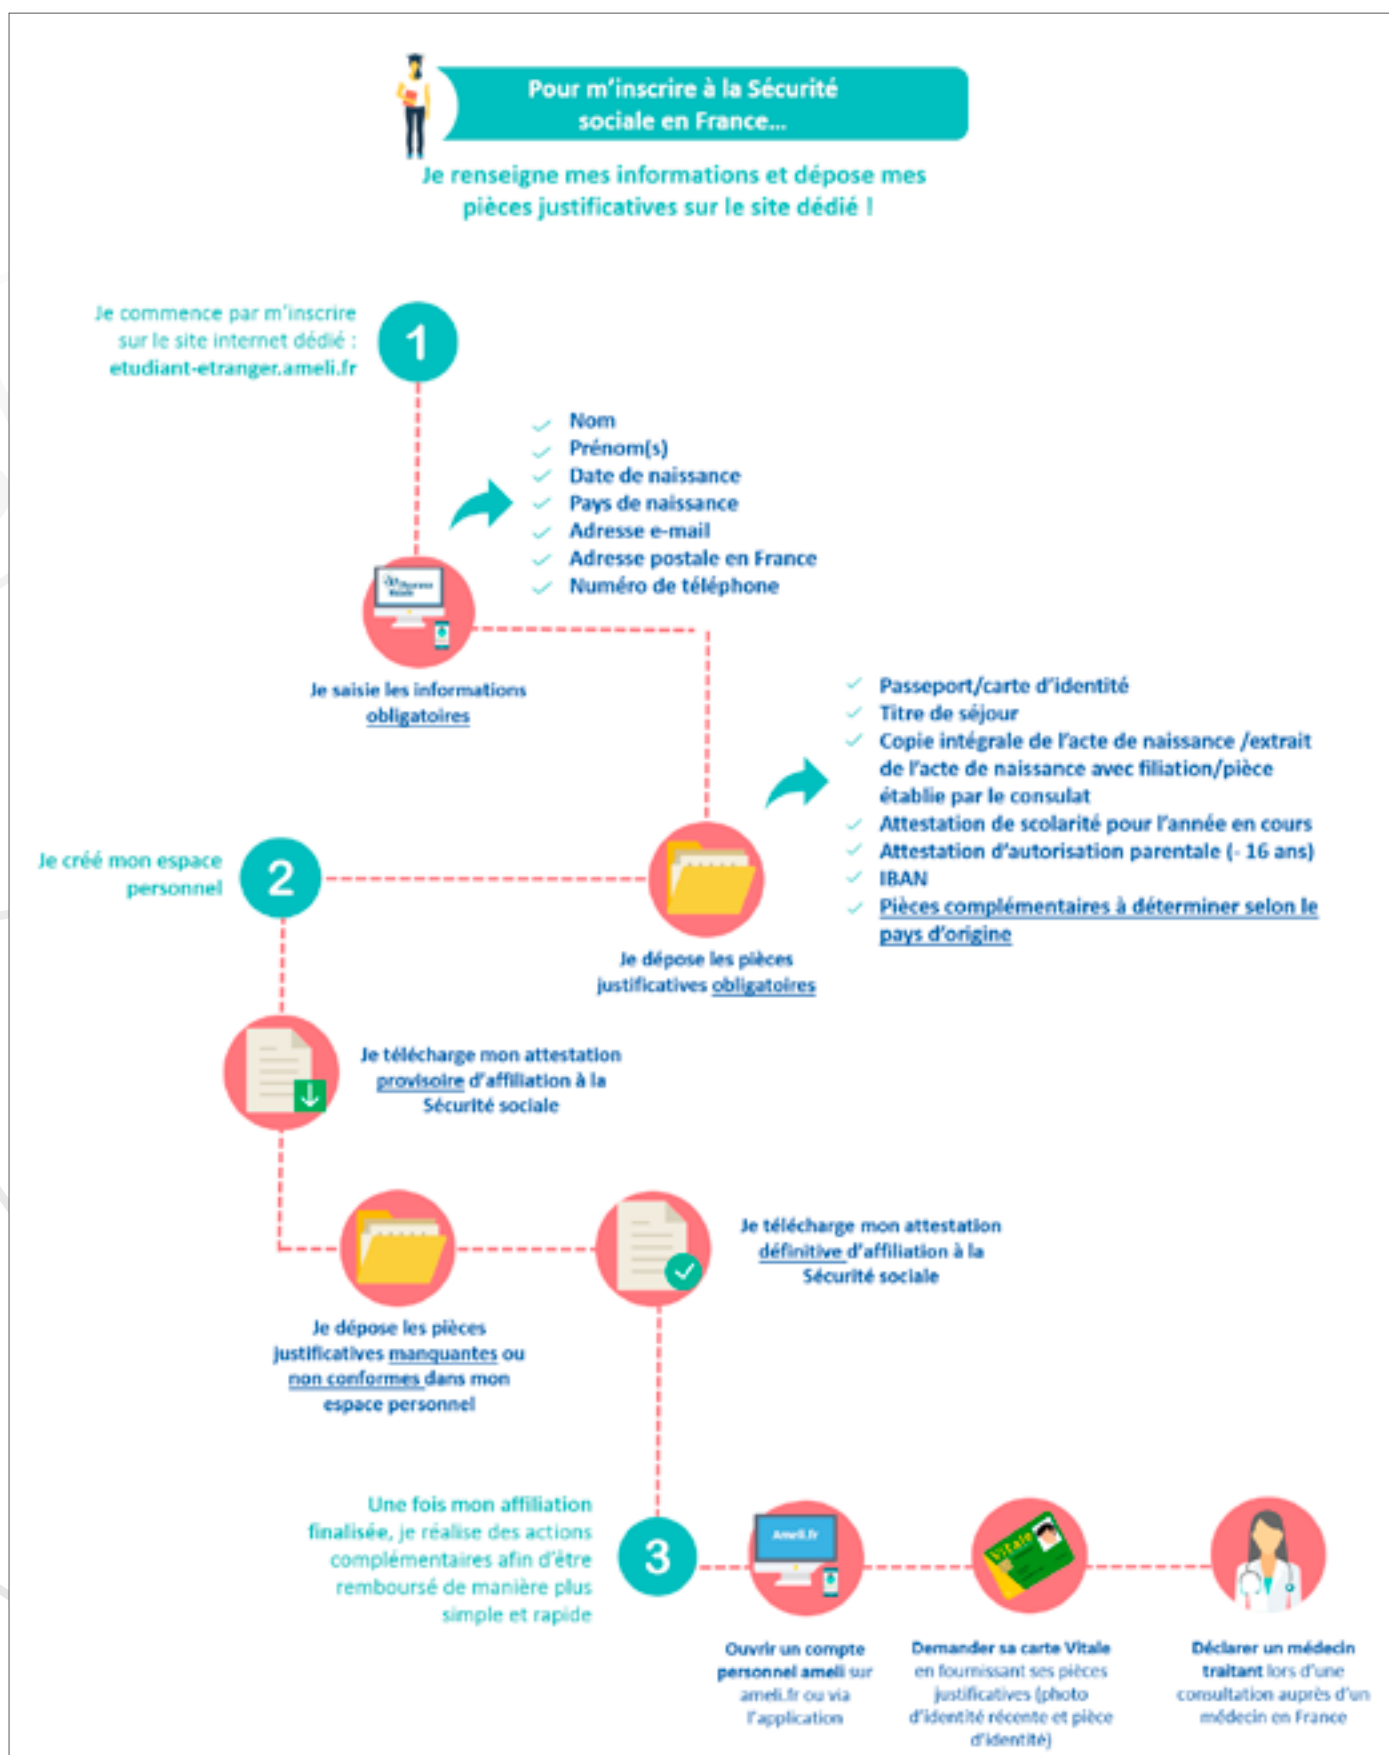 Pour m'inscrire à la Sécurité
sociale en France...
Je renseigne mes informations et dépose mes
pièces justificatives sur le site dédié !
Je commence par m'inscrire
sur le site internet dédié :
etudiant-etranger.ameli.fr
1
Nom
Prénom(s)
Date de naissance
Pays de naissance
Adresse e-mail
Adresse postale en France
Numéro de téléphone
l'Assurance
Maladie
Je saisie les informations
obligatoires
Passeport/carte d'identité
Titre de séjour
Copie intégrale de l'acte de naissance /extrait
de l'acte de naissance avec filiation/pièce
établie par le consulat
Attestation de scolarité pour l'année en cours
Attestation d'autorisation parentale (- 16 ans)
IBAN
Pièces complémentaires à déterminer selon le
pays d'origine
Je dépose les pièces
justificatives obligatoires
Je créé mon espace
personnel
2
Je télécharge mon attestation
provisoire d'affiliation à la
Sécurité sociale
Je dépose les pièces
justificatives manquantes ou
non conformes dans mon
espace personnel
Je télécharge mon attestation
définitive d'affiliation à la
Sécurité sociale
Une fois mon affiliation
finalisée, je réalise des actions
complémentaires afin d'être
remboursé de manière plus
simple et rapide
3
Ameli.fr
Ouvrir un compte
personnel ameli sur
ameli.fr ou via
l'application
Vitale
Demander sa carte Vitale
en fournissant ses pièces
justificatives (photo
d'identité récente et pièce
d'identité)
Déclarer un médecin
traitant lors d'une
consultation auprès d'un
médecin en France